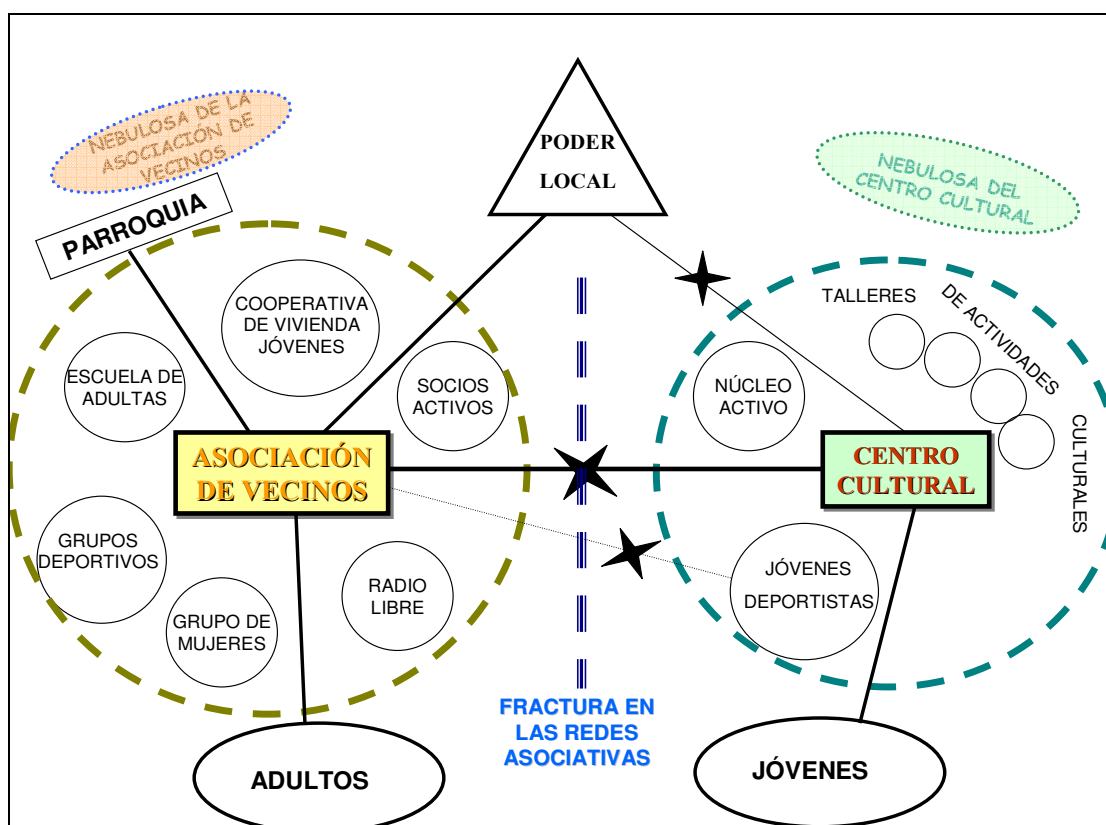 NEBULOSA DE LA
ASOCIACIÓN DE
VECINOS
PARROQUIA
PODER
LOCAL
NEBULOSA DEL
CENTRO CULTURAL
COOPERATIVA
DE VIVIENDA
JÓVENES
ESCUELA DE
ADULTAS
SOCIOS
ACTIVOS
TALLERES
DE ACTIVIDADES
CULTURALES
NÚCLEO
ACTIVO
ASOCIACIÓN
DE VECINOS
CENTRO
CULTURAL
GRUPOS
DEPORTIVOS
GRUPO DE
MUJERES
RADIO
LIBRE
JÓVENES
DEPORTISTAS
FRACTURA EN
LAS REDES
ASOCIATIVAS
ADULTOS
JÓVENES